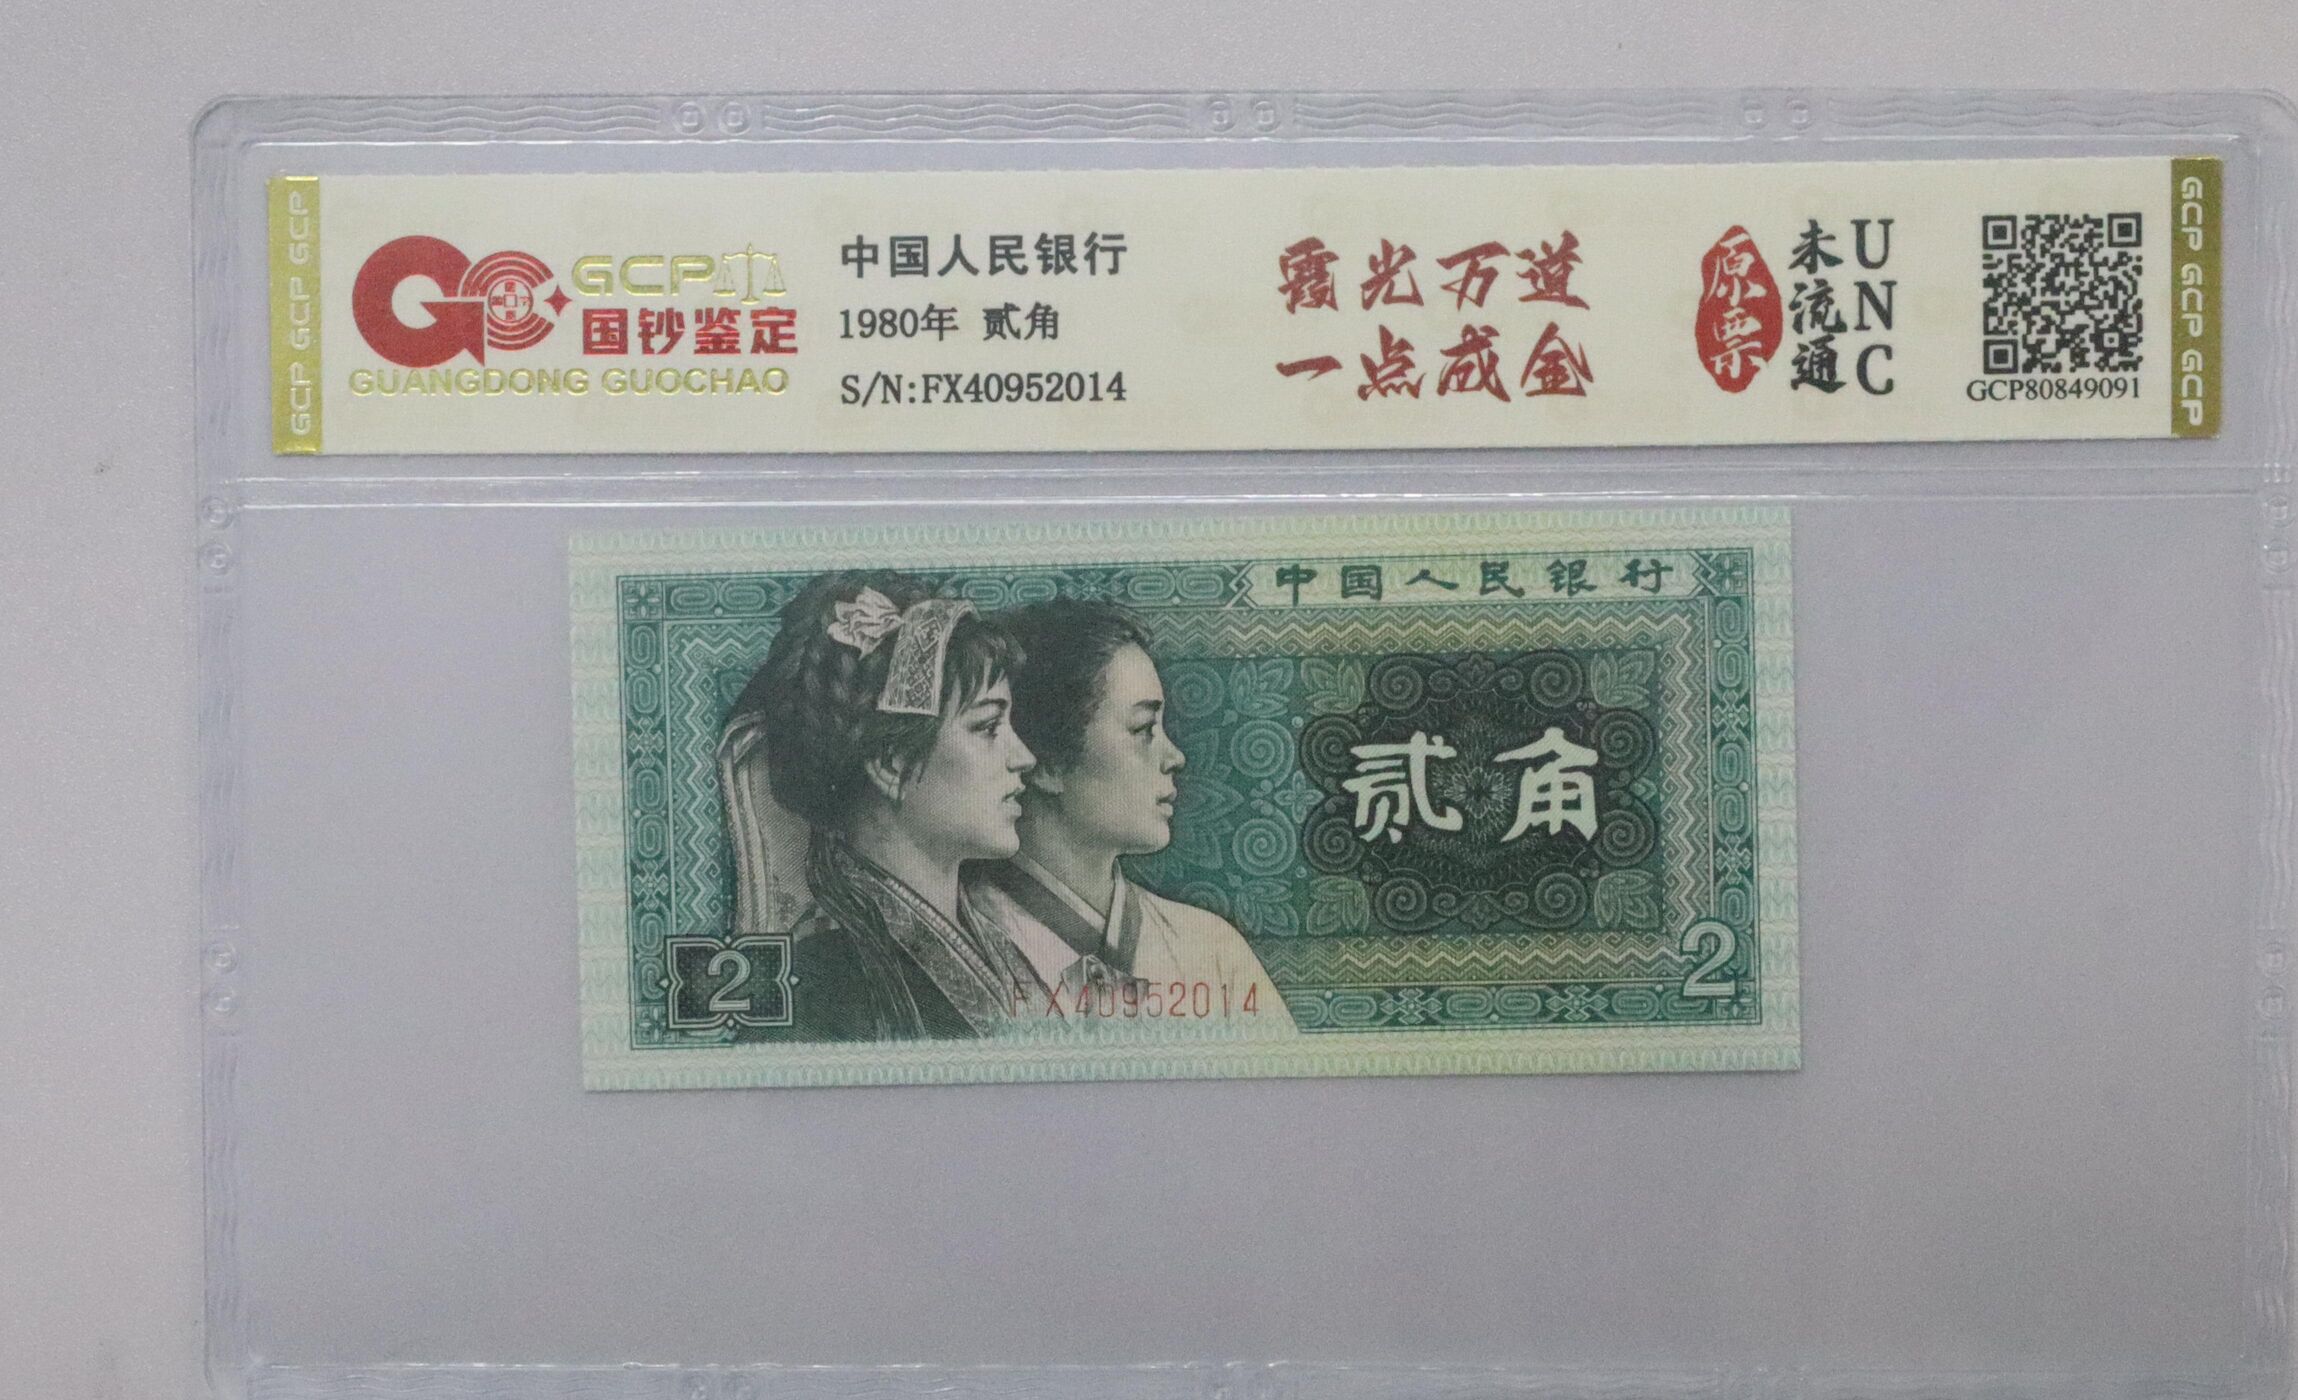 GCP GCP GCP
GCP
国钞鉴定
GUANGDONG GUOCHAO
中国人民银行
1980年 贰角
S/N:FX40952014
霞光万道
一点成金
原票
未流通
UNC
GCP80849091
GCP GCP GCP
中国人民银行
贰角
2
2
FX40952014